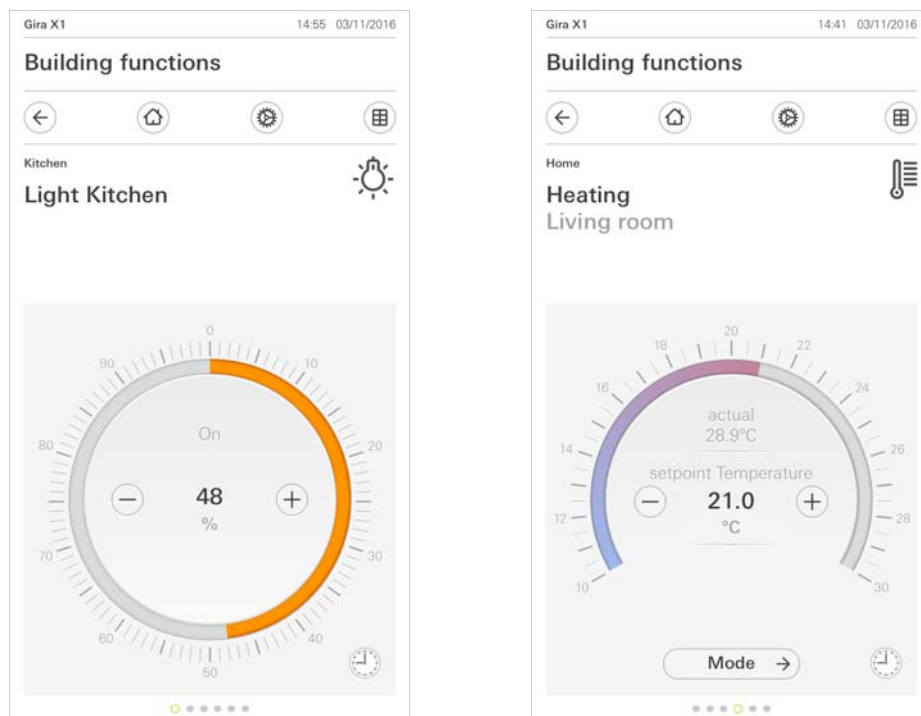 Gira X1 14:55 03/11/2016
Building functions
Kitchen
Light Kitchen
0
90 10
80 20
On
48
%
70 30
60 40
50
Gira X1 14:41 03/11/2016
Building functions
Home
Heating
Living room
20
18 22
16 24
actual
28.9°C
14 26
setpoint Temperature
21.0
°C
12 28
10 30
Mode